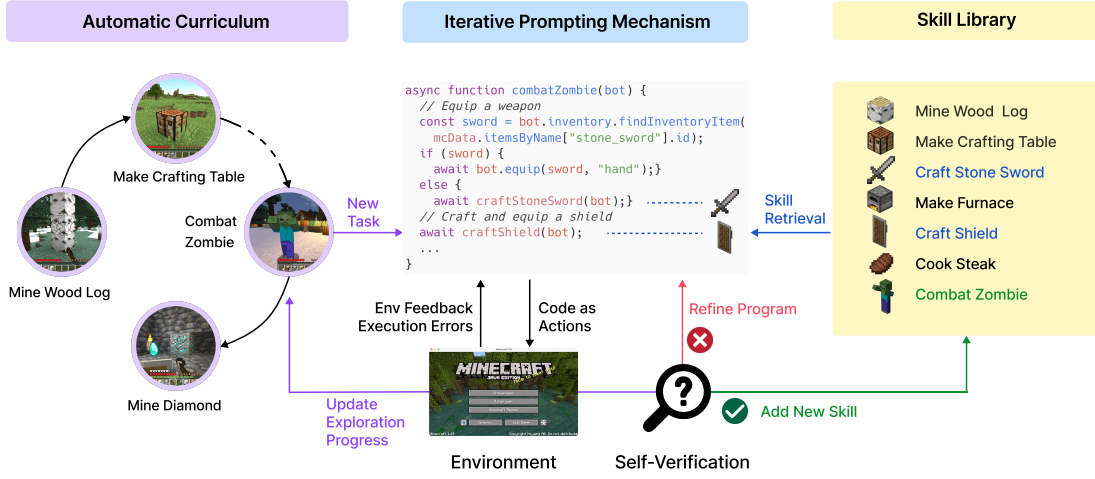 Automatic Curriculum
Iterative Prompting Mechanism
Skill Library
Make Crafting Table
Combat
Zombie
Mine Wood Log
Mine Diamond
New
Task
async function combatZombie(bot) {
// Equip a weapon
const sword = bot.inventory.findInventoryItem(
mcData.itemsByName["stone_sword"].id);
if (sword) {
await bot.equip(sword, "hand");}
else {
await craftStoneSword(bot);}
// Craft and equip a shield
await craftShield(bot);
...
}
Skill
Retrieval
Mine Wood Log
Make Crafting Table
Craft Stone Sword
Make Furnace
Craft Shield
Cook Steak
Combat Zombie
Env Feedback
Execution Errors
Code as
Actions
Refine Program
MINECRAFT
JAVA EDITION
Update
Exploration
Progress
?
Add New Skill
Environment
Self-Verification